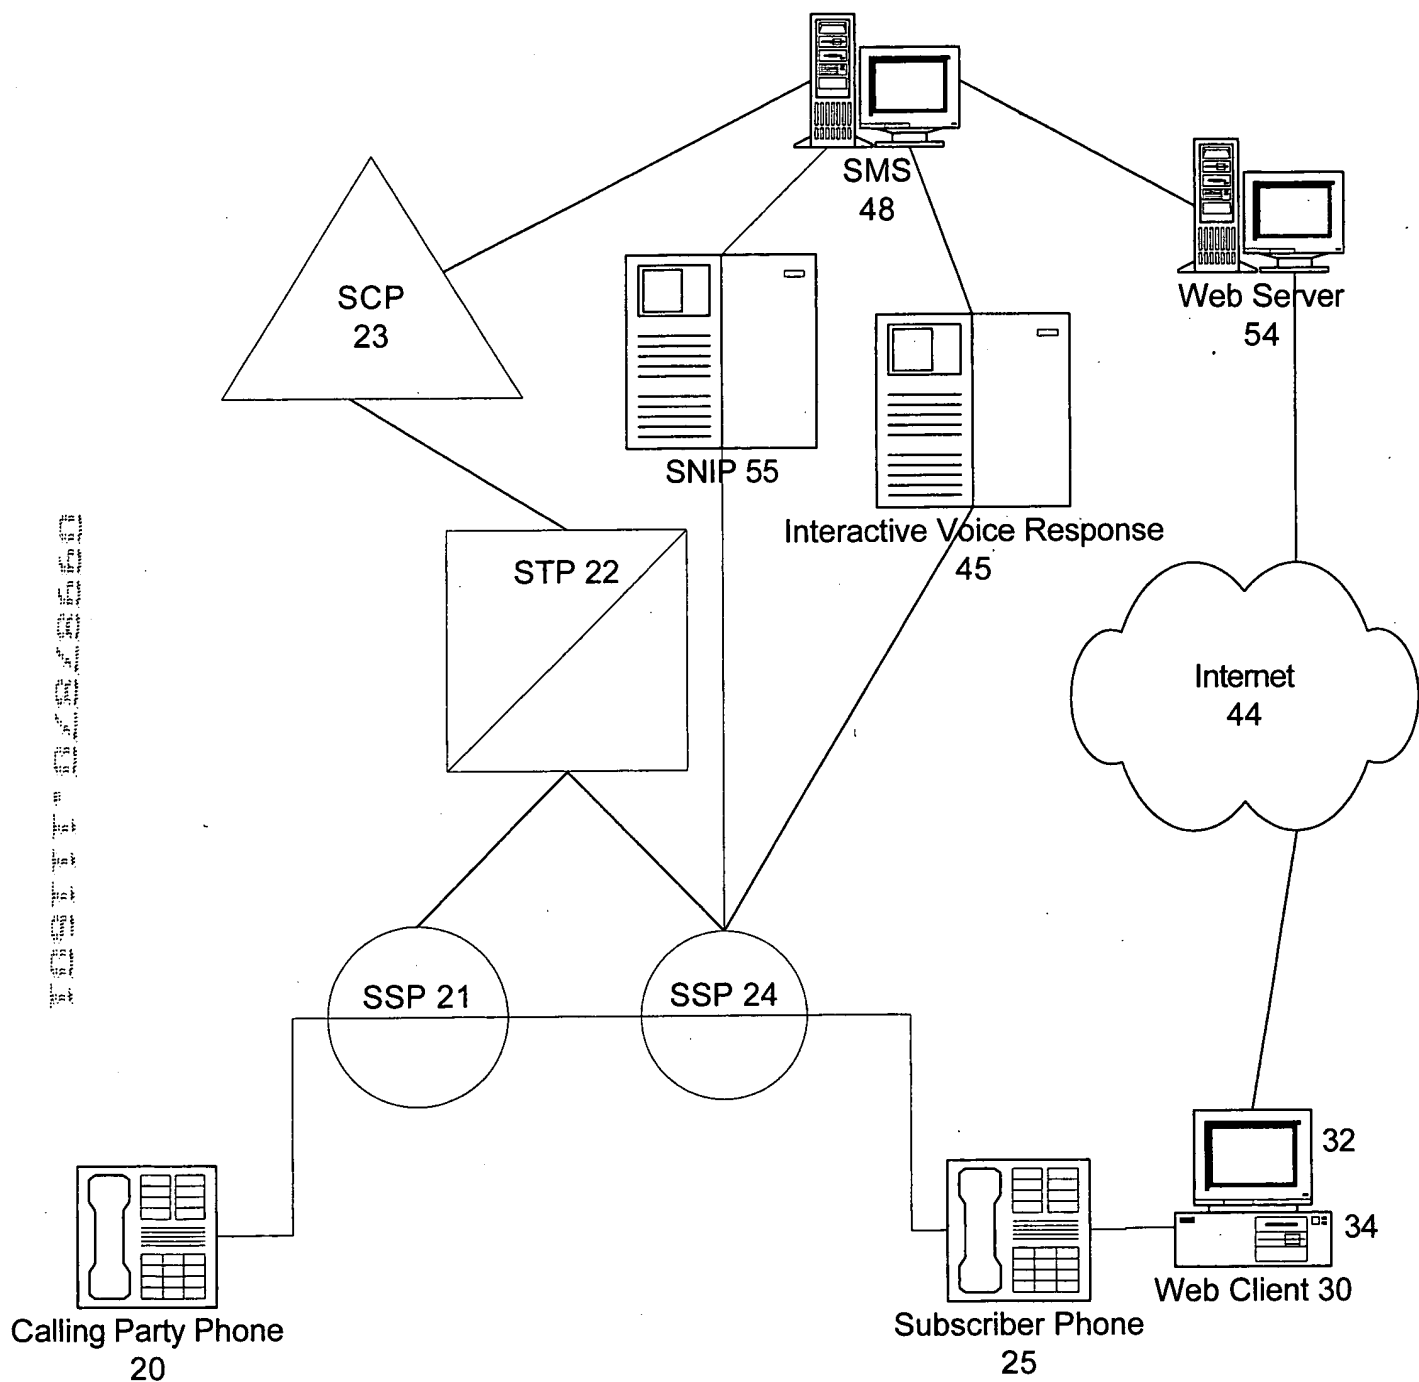 SMS
48
SCP
23
Web Server
54
SNIP 55
Interactive Voice Response
45
STP 22
Internet
44
SSP 21
SSP 24
32
34
Web Client 30
Calling Party Phone
20
Subscriber Phone
25